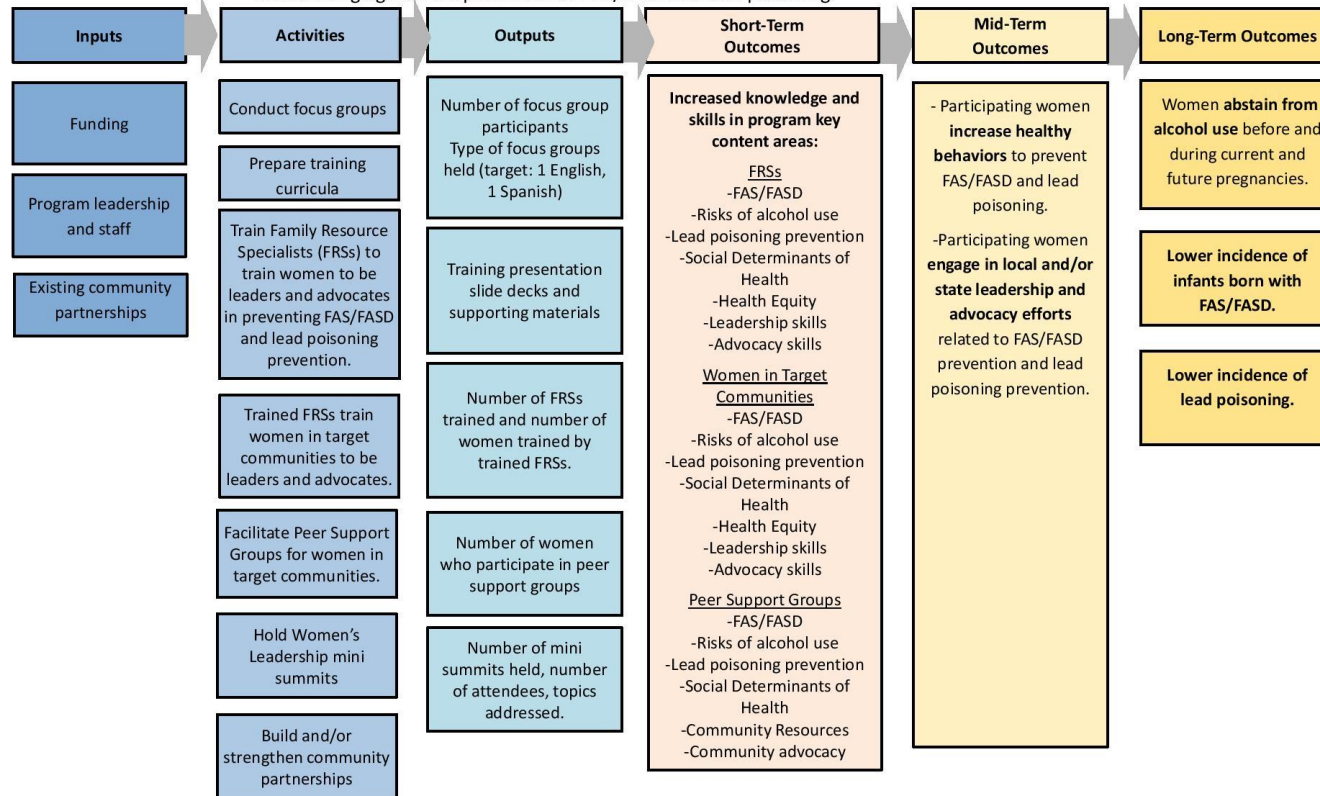 Inputs
Activities
Outputs
Short-Term
Outcomes
Mid-Term
Outcomes
Long-Term Outcomes
Funding
Program leadership
and staff
Existing community
partnerships
Conduct focus groups
Prepare training
curricula
Train Family Resource
Specialists (FRSs) to
train women to be
leaders and advocates
in preventing FAS/FASD
and lead poisoning
prevention.
Trained FRSs train
women in target
communities to be
leaders and advocates.
Facilitate Peer Support
Groups for women in
target communities.
Hold Women’s
Leadership mini
summits
Build and/or
strengthen community
partnerships
Number of focus group
participants
Type of focus groups
held (target: 1 English,
1 Spanish)
Training presentation
slide decks and
supporting materials
Number of FRSs
trained and number of
women trained by
trained FRSs.
Number of women
who participate in peer
support groups
Number of mini
summits held, number
of attendees, topics
addressed.
Increased knowledge and
skills in program key
content areas:
FRSs
-FAS/FASD
-Risks of alcohol use
-Lead poisoning prevention
-Social Determinants of
Health
-Health Equity
-Leadership skills
-Advocacy skills
Women in Target
Communities
-FAS/FASD
-Risks of alcohol use
-Lead poisoning prevention
-Social Determinants of
Health
-Health Equity
-Leadership skills
-Advocacy skills
Peer Support Groups
-FAS/FASD
-Risks of alcohol use
-Lead poisoning prevention
-Social Determinants of
Health
-Community Resources
-Community advocacy
- Participating women
increase healthy
behaviors to prevent
FAS/FASD and lead
poisoning.
-Participating women
engage in local and/or
state leadership and
advocacy efforts
related to FAS/FASD
prevention and lead
poisoning prevention.
Women abstain from
alcohol use before and
during current and
future pregnancies.
Lower incidence of
infants born with
FAS/FASD.
Lower incidence of
lead poisoning.